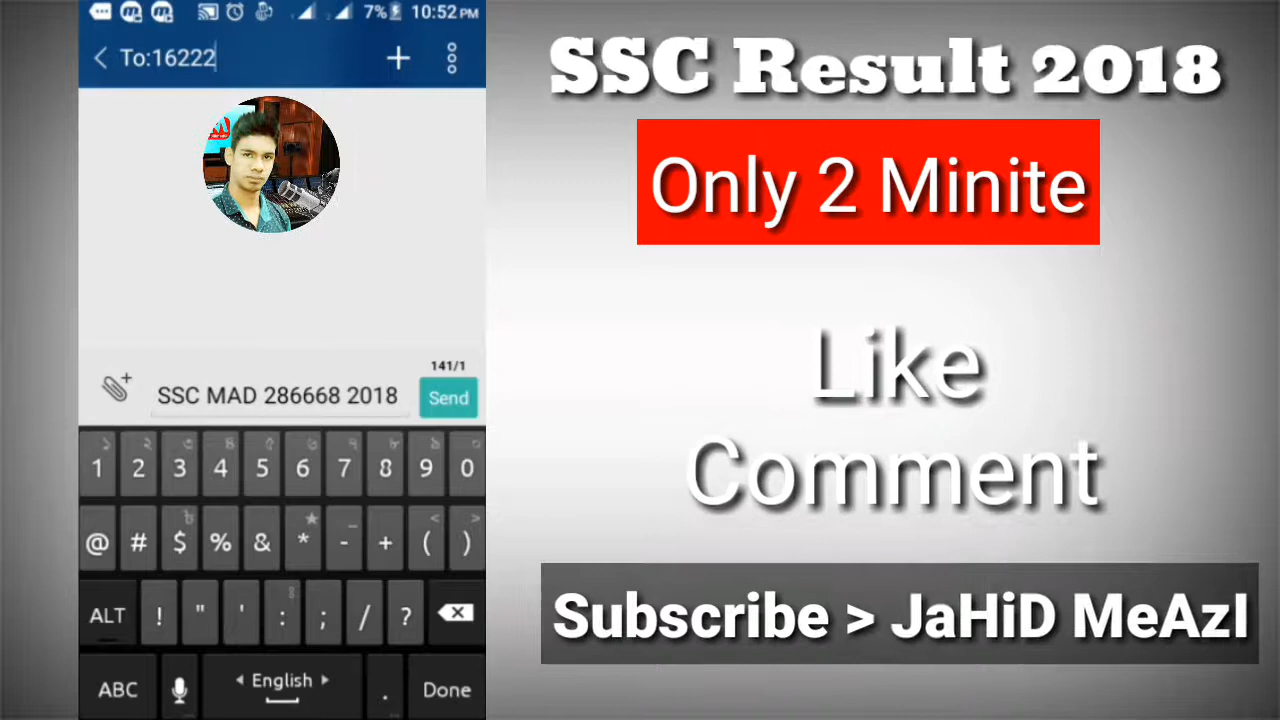 7% 10:52 PM
To:16222
SSC Result 2018
Only 2 Minite
Like
Comment
Subscribe > JaHiD MeAzI
141/1
SSC MAD 286668 2018
Send
1 2 3 4 5 6 7 8 9 0
@ # $ % & * - + ( )
ALT ! " ' : ; / ?
ABC English . Done